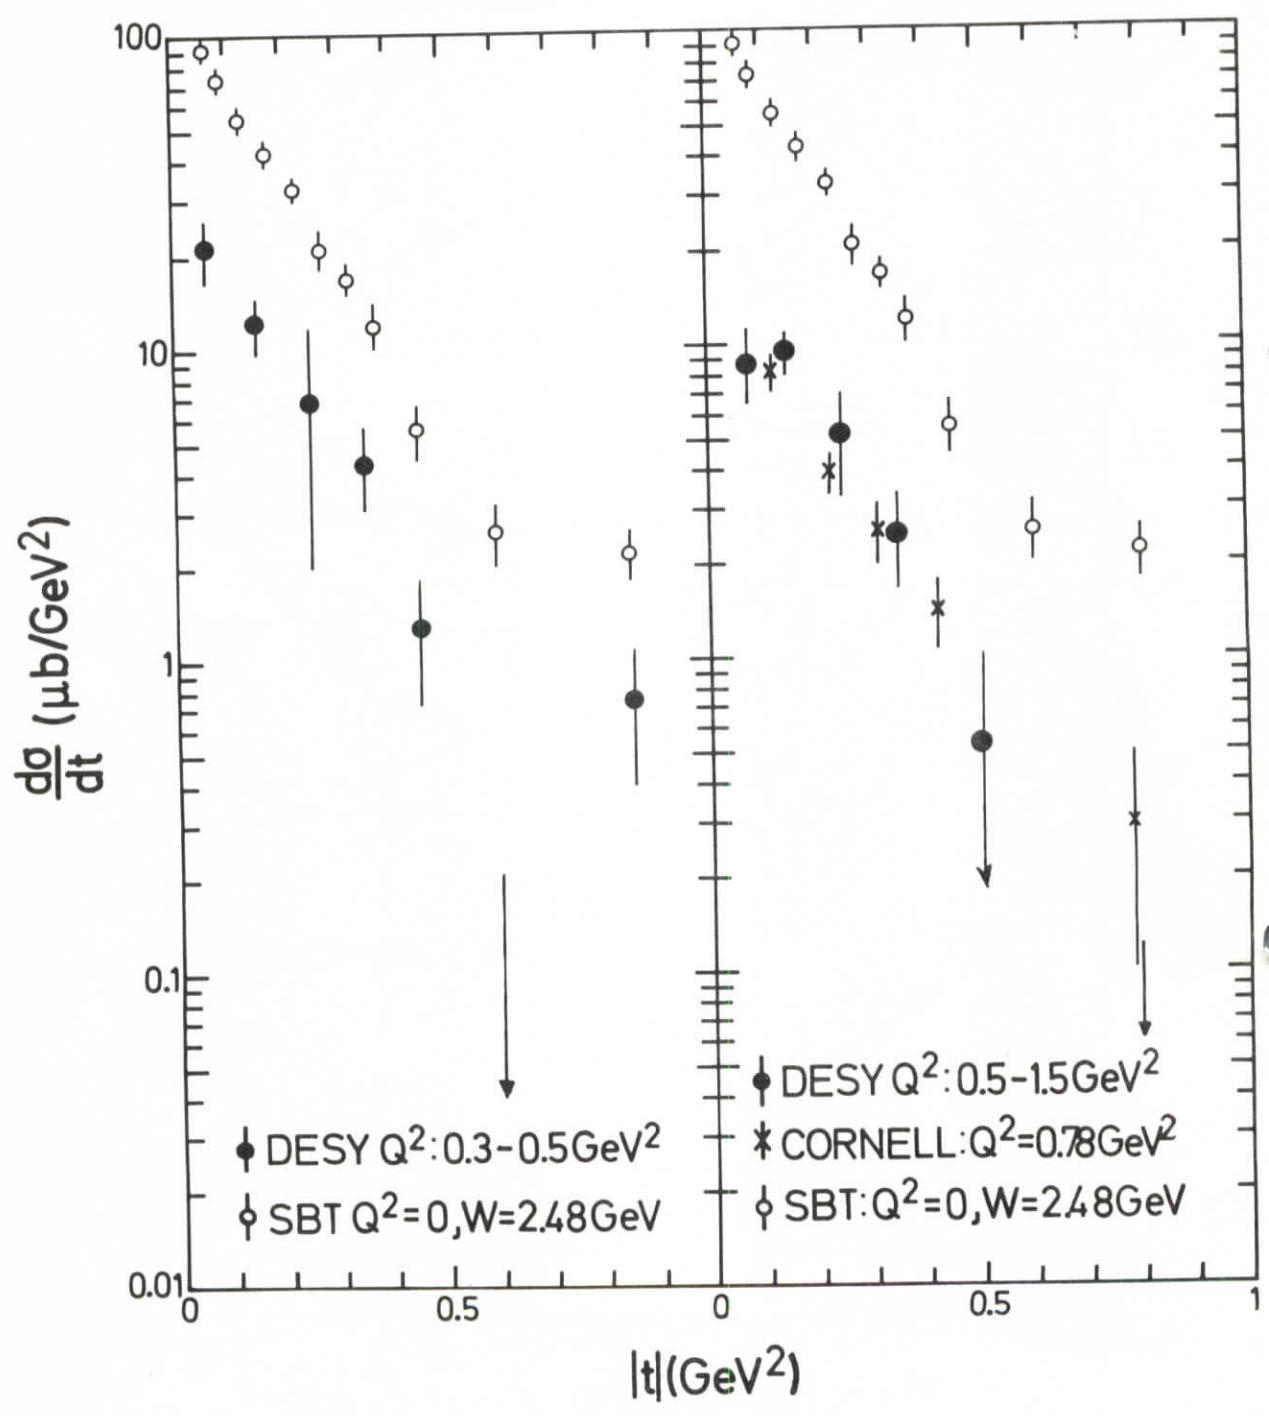 100
10
1
0.1
0.01
dσ/dt (μb/GeV²)
DESY Q²:0.3-0.5GeV²
SBT Q²=0,W=2.48GeV
DESY Q²:0.5-1.5GeV²
CORNELL:Q²=0.78GeV²
SBT:Q²=0,W=2.48GeV
0 0.5 0 0.5 1
|t|(GeV²)